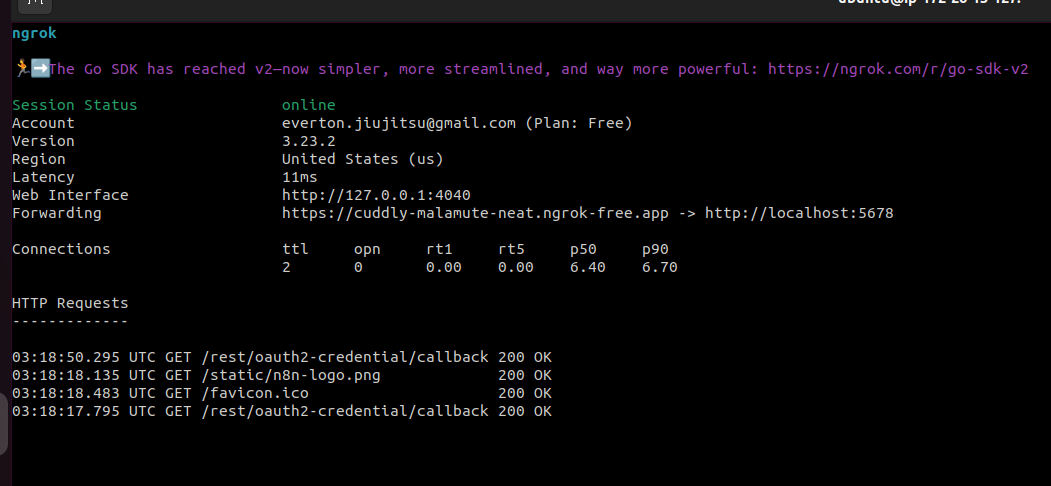 ngrok
🏃➡️The Go SDK has reached v2—now simpler, more streamlined, and way more powerful: https://ngrok.com/r/go-sdk-v2
Session Status online
Account everton.jiujitsu@gmail.com (Plan: Free)
Version 3.23.2
Region United States (us)
Latency 11ms
Web Interface http://127.0.0.1:4040
Forwarding https://cuddly-malamute-neat.ngrok-free.app -> http://localhost:5678
Connections ttl opn rt1 rt5 p50 p90
2 0 0.00 0.00 6.40 6.70
HTTP Requests
-------------
03:18:50.295 UTC GET /rest/oauth2-credential/callback 200 OK
03:18:18.135 UTC GET /static/n8n-logo.png 200 OK
03:18:18.483 UTC GET /favicon.ico 200 OK
03:18:17.795 UTC GET /rest/oauth2-credential/callback 200 OK